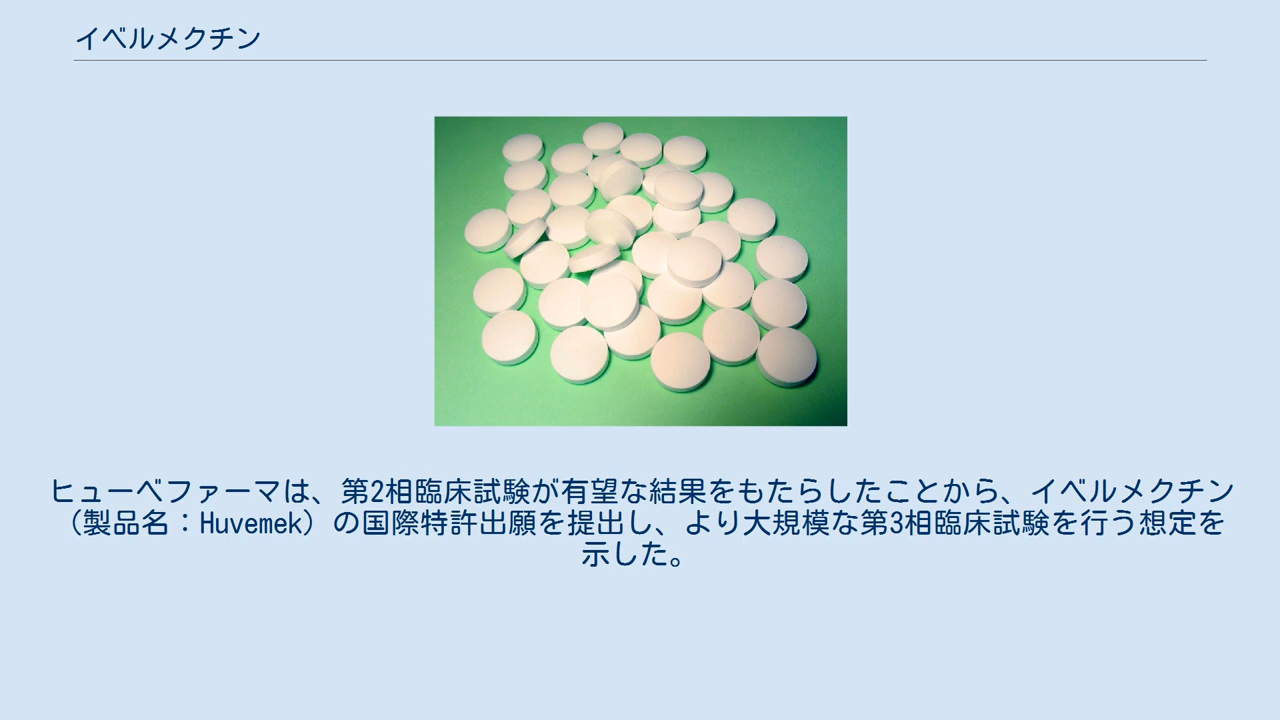 イベルメクチン
ヒューベファーマは、第2相臨床試験が有望な結果をもたらしたことから、イベルメクチン
（製品名：Huvemek）の国際特許出願を提出し、より大規模な第3相臨床試験を行う想定を
示した。